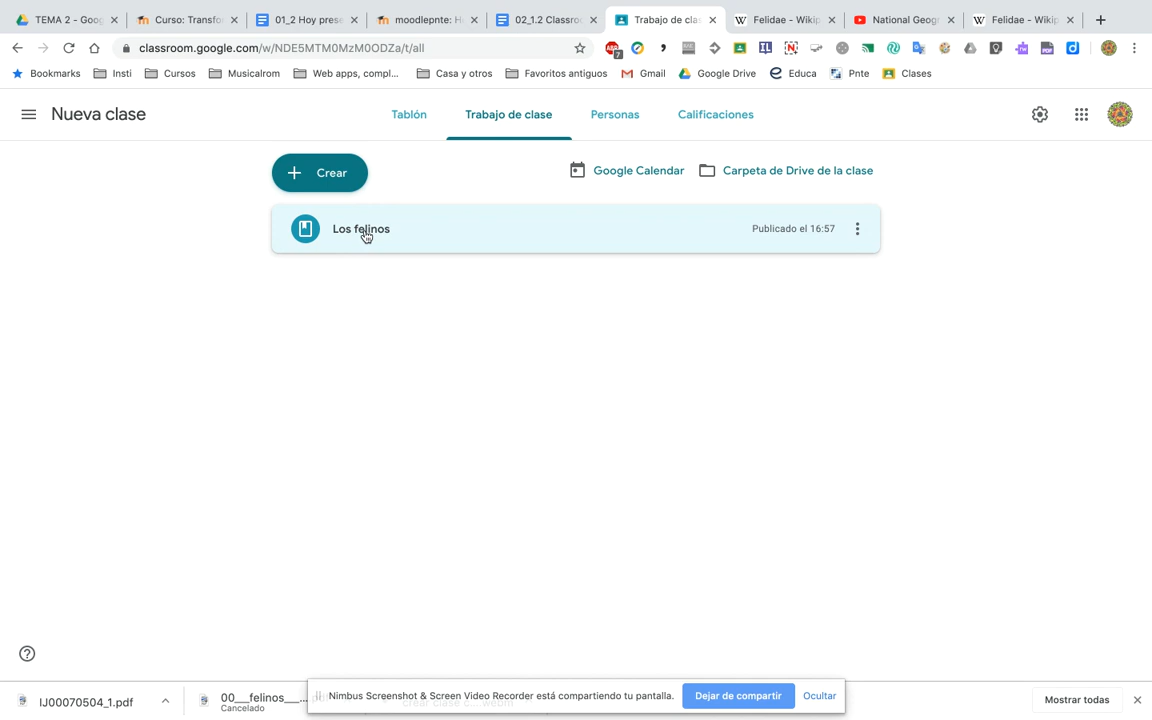 TEMA 2 - Goog
Curso: Transfo
01_2 Hoy prese
moodlepnte: H
02_1.2 Classro
Trabajo de cla
Felidae - Wikip
National Geog
Felidae - Wikip
classroom.google.com/w/NDE5MTM0MzM0ODZa/t/all
Bookmarks
Insti
Cursos
Musicalrom
Web apps, compl...
Casa y otros
Favoritos antiguos
Gmail
Google Drive
Educa
Pnte
Clases
Nueva clase
Tablón
Trabajo de clase
Personas
Calificaciones
Crear
Google Calendar
Carpeta de Drive de la clase
Los felinos
Publicado el 16:57
IJ00070504_1.pdf
00___felinos___...
Cancelado
Nimbus Screenshot & Screen Video Recorder está compartiendo tu pantalla.
Dejar de compartir
Ocultar
Mostrar todas